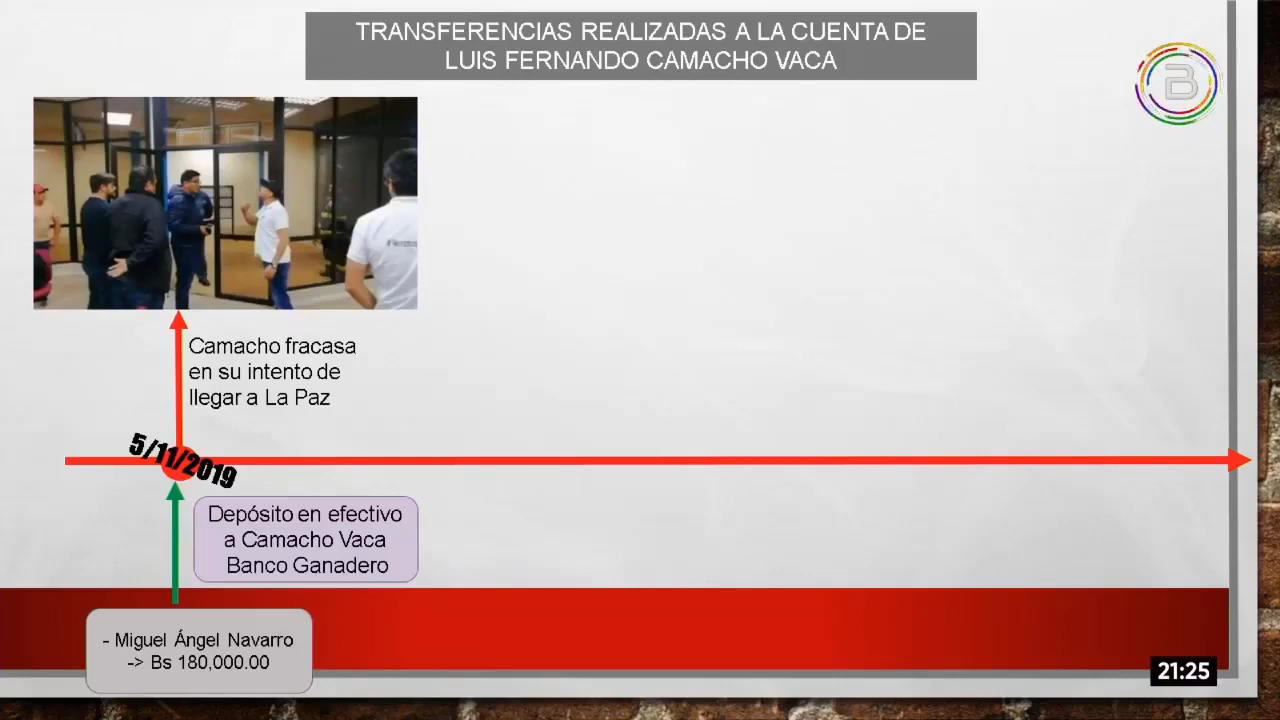 TRANSFERENCIAS REALIZADAS A LA CUENTA DE
LUIS FERNANDO CAMACHO VACA
B
Camacho fracasa
en su intento de
llegar a La Paz
5/11/2019
Depósito en efectivo
a Camacho Vaca
Banco Ganadero
- Miguel Ángel Navarro
-> Bs 180,000.00
21:25